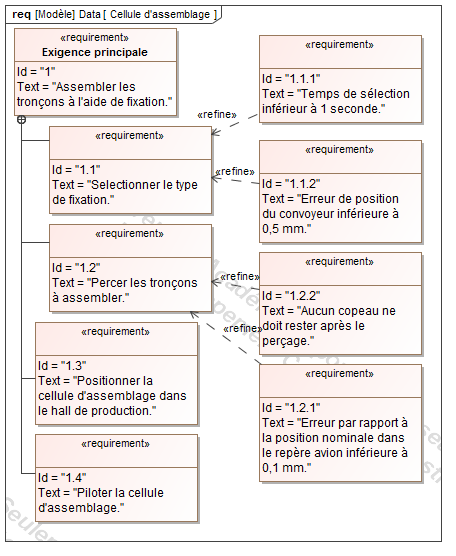 req [Modèle] Data [ Cellule d'assemblage ]
«requirement»
Exigence principale
Id = "1"
Text = "Assembler les
tronçons à l'aide de fixation."
«requirement»
Id = "1.1"
Text = "Selectionner le type
de fixation."
«requirement»
Id = "1.2"
Text = "Percer les tronçons
à assembler."
«requirement»
Id = "1.3"
Text = "Positionner la
cellule d'assemblage dans
le hall de production."
«requirement»
Id = "1.4"
Text = "Piloter la cellule
d'assemblage."
«refine»
«refine»
«refine»
«refine»
«requirement»
Id = "1.1.1"
Text = "Temps de sélection
inférieur à 1 seconde."
«requirement»
Id = "1.1.2"
Text = "Erreur de position
du convoyeur inférieure à
0,5 mm."
«requirement»
Id = "1.2.2"
Text = "Aucun copeau ne
doit rester après le
perçage."
«requirement»
Id = "1.2.1"
Text = "Erreur par rapport à
la position nominale dans
le repère avion inférieure à
0,1 mm."